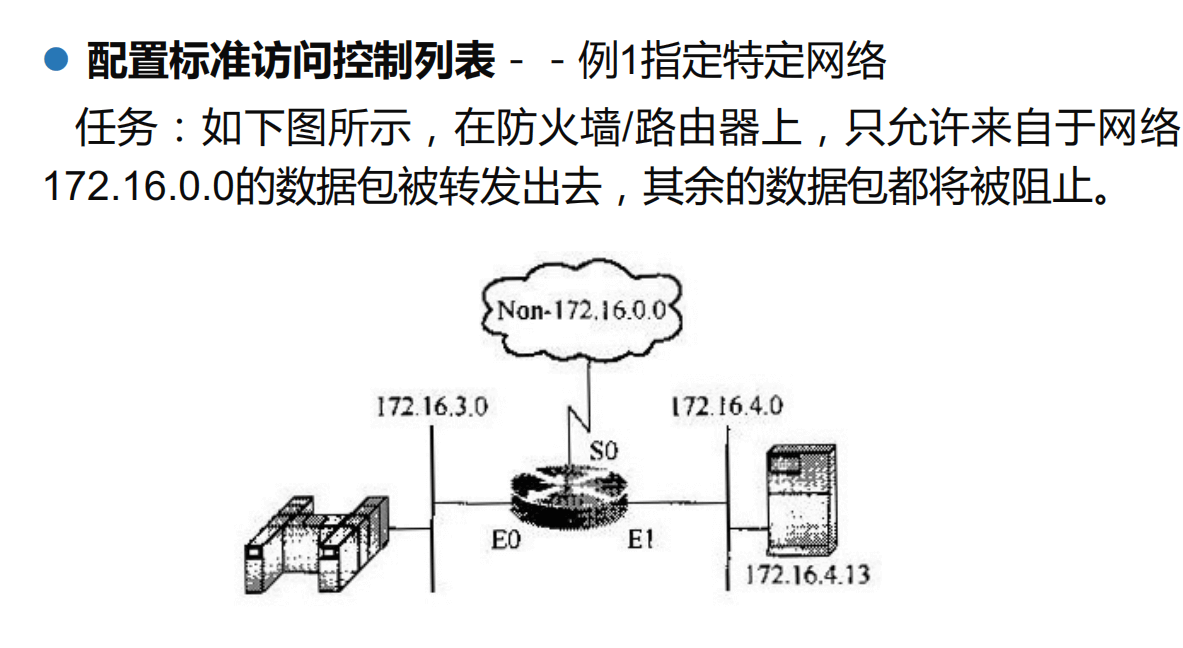 配置标准访问控制列表- -例1指定特定网络
任务：如下图所示，在防火墙/路由器上，只允许来自于网络
172.16.0.0的数据包被转发出去，其余的数据包都将被阻止。
Non-172.16.0.0
172.16.3.0
172.16.4.0
S0
E0
E1
172.16.4.13